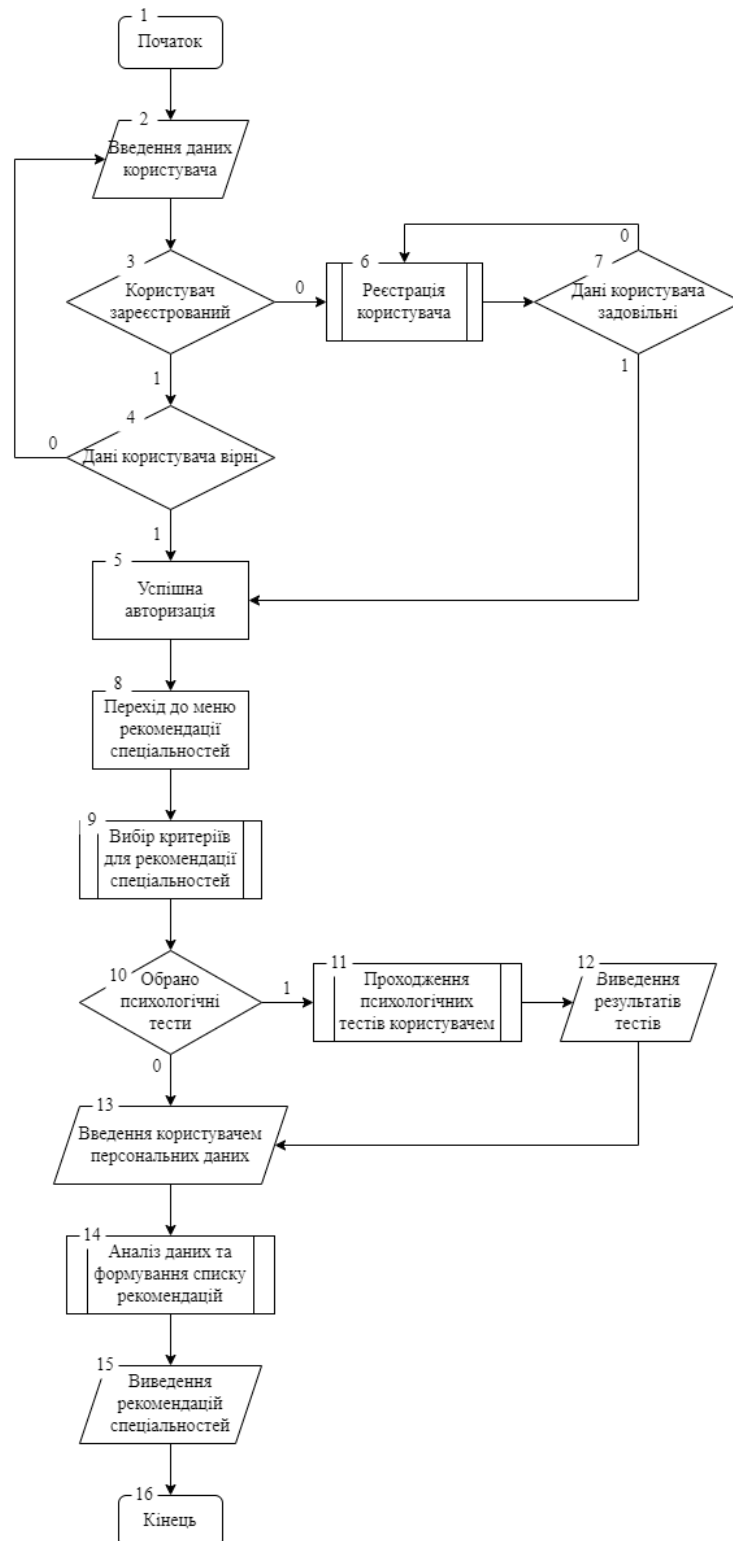 1
Початок
2
Введення даних
користувача
3
Користувач
зареєстрований
0
6
Реєстрація
користувача
0
7
Дані користувача
задовільні
1
1
4
Дані користувача вірні
0
1
5
Успішна
авторизація
8
Перехід до меню
рекомендації
спеціальностей
9
Вибір критеріїв
для рекомендації
спеціальностей
10
Обрано
психологічні
тести
1
11
Проходження
психологічних
тестів користувачем
12
Виведення
результатів
тестів
0
13
Введення користувачем
персональних даних
14
Аналіз даних та
формування списку
рекомендацій
15
Виведення
рекомендацій
спеціальностей
16
Кінець